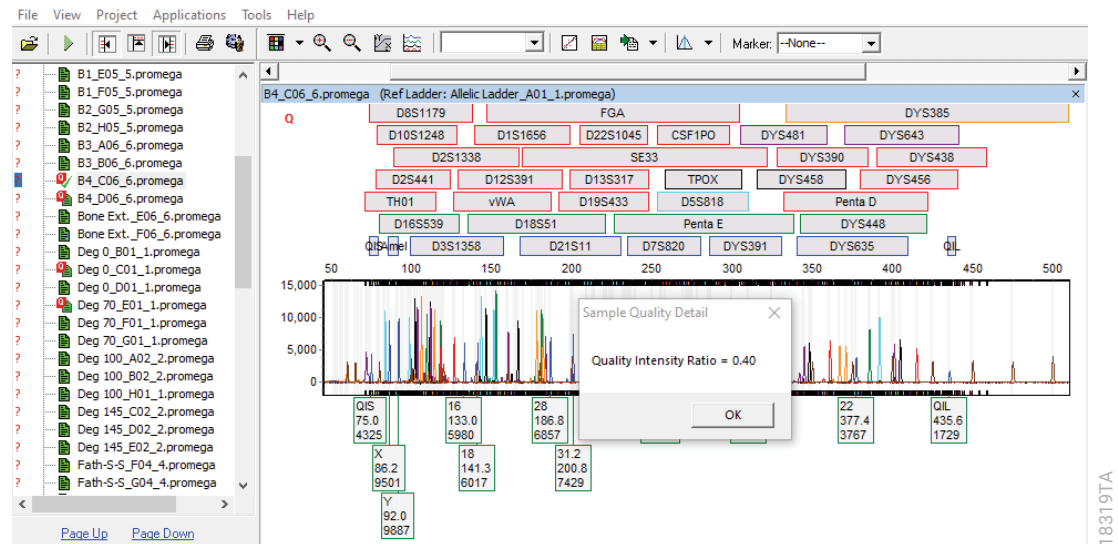 File View Project Applications Tools Help
Marker: --None--
? B1_E05_5.promega
? B1_F05_5.promega
? B2_G05_5.promega
? B2_H05_5.promega
? B3_A06_6.promega
? B3_B06_6.promega
? B4_C06_6.promega
? B4_D06_6.promega
? Bone Ext._E06_6.promega
? Bone Ext._F06_6.promega
? Deg 0_B01_1.promega
? Deg 0_C01_1.promega
? Deg 0_D01_1.promega
? Deg 70_E01_1.promega
? Deg 70_F01_1.promega
? Deg 70_G01_1.promega
? Deg 100_A02_2.promega
? Deg 100_B02_2.promega
? Deg 100_H01_1.promega
? Deg 145_C02_2.promega
? Deg 145_D02_2.promega
? Deg 145_E02_2.promega
? Fath-S-S_F04_4.promega
? Fath-S-S_G04_4.promega
Page Up Page Down
B4_C06_6.promega (Ref Ladder: Allelic Ladder_A01_1.promega)
Q
D8S1179 FGA DYS385
D10S1248 D1S1656 D22S1045 CSF1PO DYS481 DYS643
D2S1338 SE33 DYS390 DYS438
D2S441 D12S391 D13S317 TPOX DYS458 DYS456
TH01 vWA D19S433 D5S818 Penta D
D16S539 D18S51 Penta E DYS448
QIS Amel D3S1358 D21S11 D7S820 DYS391 DYS635 QIL
50 100 150 200 250 300 350 400 450 500
15,000
10,000
5,000
0
Sample Quality Detail
Quality Intensity Ratio = 0.40
OK
QIS 16 28 22 QIL
75.0 133.0 186.8 377.4 435.6
4325 5980 6857 3767 1729
X 18 31.2
86.2 141.3 200.8
9501 6017 7429
Y
92.0
9887
18319TA